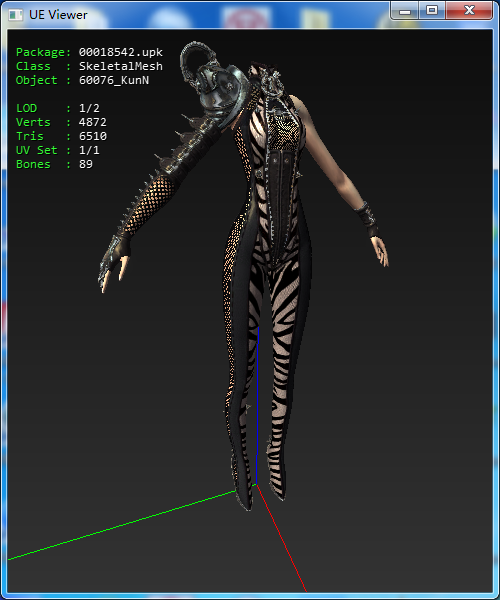 UE Viewer
Package: 00018542.upk
Class  : SkeletalMesh
Object : 60076_KunN
LOD    : 1/2
Verts  : 4872
Tris   : 6510
UV Set : 1/1
Bones  : 89